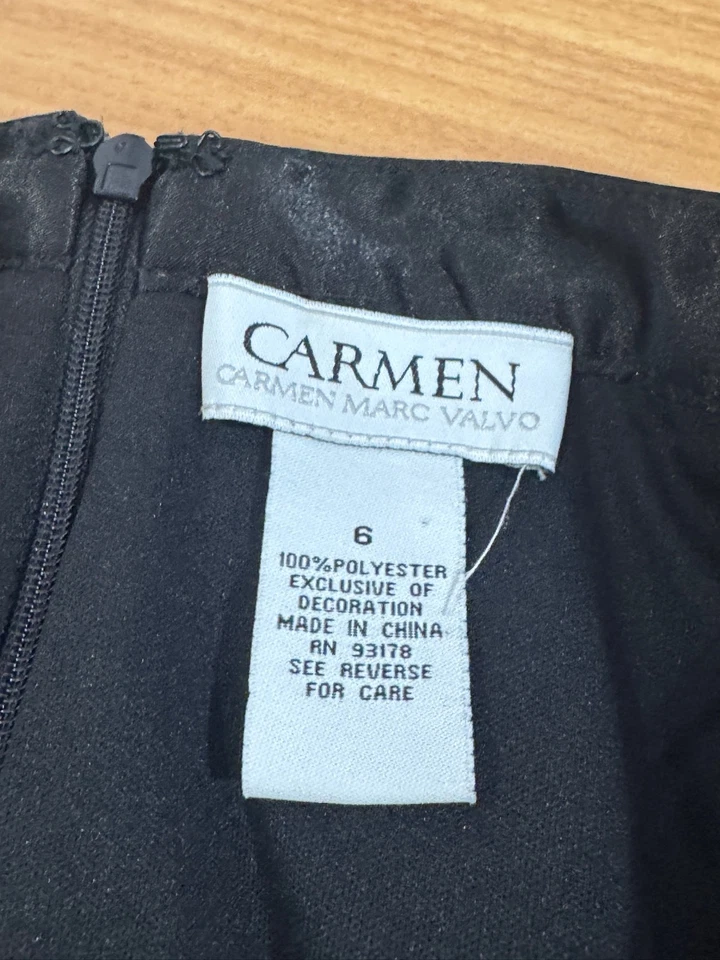 CARMEN
CARMEN MARC VALVO
6
100%POLYESTER
EXCLUSIVE OF
DECORATION
MADE IN CHINA
RN 93178
SEE REVERSE
FOR CARE